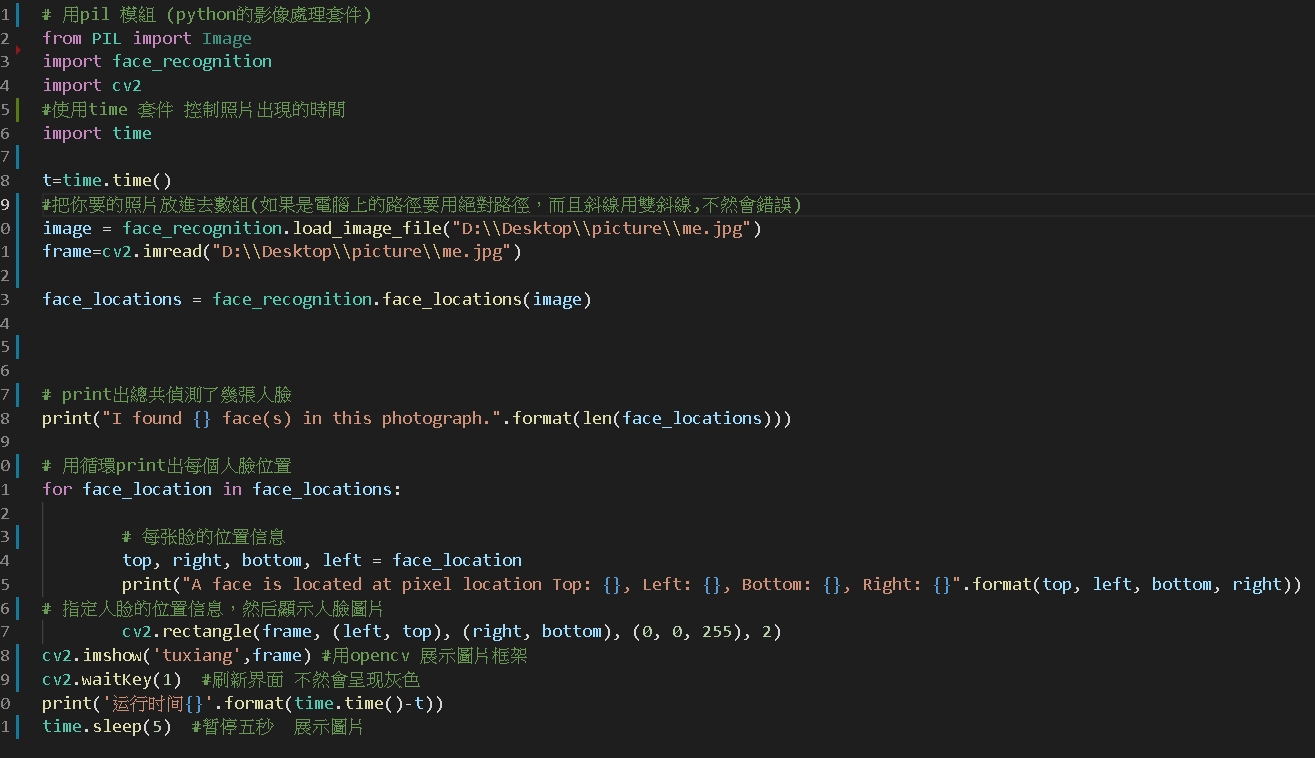 1 # 用pil 模組 (python的影像處理套件)
2 from PIL import Image
3 import face_recognition
4 import cv2
5 #使用time 套件 控制照片出現的時間
6 import time
7
8 t=time.time()
9 #把你要的照片放進去數組(如果是電腦上的路徑要用絕對路徑，而且斜線用雙斜線,不然會錯誤)
0 image = face_recognition.load_image_file("D:\\Desktop\\picture\\me.jpg")
1 frame=cv2.imread("D:\\Desktop\\picture\\me.jpg")
2
3 face_locations = face_recognition.face_locations(image)
4
5
6
7 # print出總共偵測了幾張人臉
8 print("I found {} face(s) in this photograph.".format(len(face_locations)))
9
0 # 用循環print出每個人臉位置
1 for face_location in face_locations:
2
3 # 每张脸的位置信息
4 top, right, bottom, left = face_location
5 print("A face is located at pixel location Top: {}, Left: {}, Bottom: {}, Right: {}".format(top, left, bottom, right))
6 # 指定人脸的位置信息，然后顯示人臉圖片
7 cv2.rectangle(frame, (left, top), (right, bottom), (0, 0, 255), 2)
8 cv2.imshow('tuxiang',frame) #用opencv 展示圖片框架
9 cv2.waitKey(1) #刷新界面 不然會呈现灰色
0 print('运行时间{}'.format(time.time()-t))
1 time.sleep(5) #暫停五秒 展示圖片